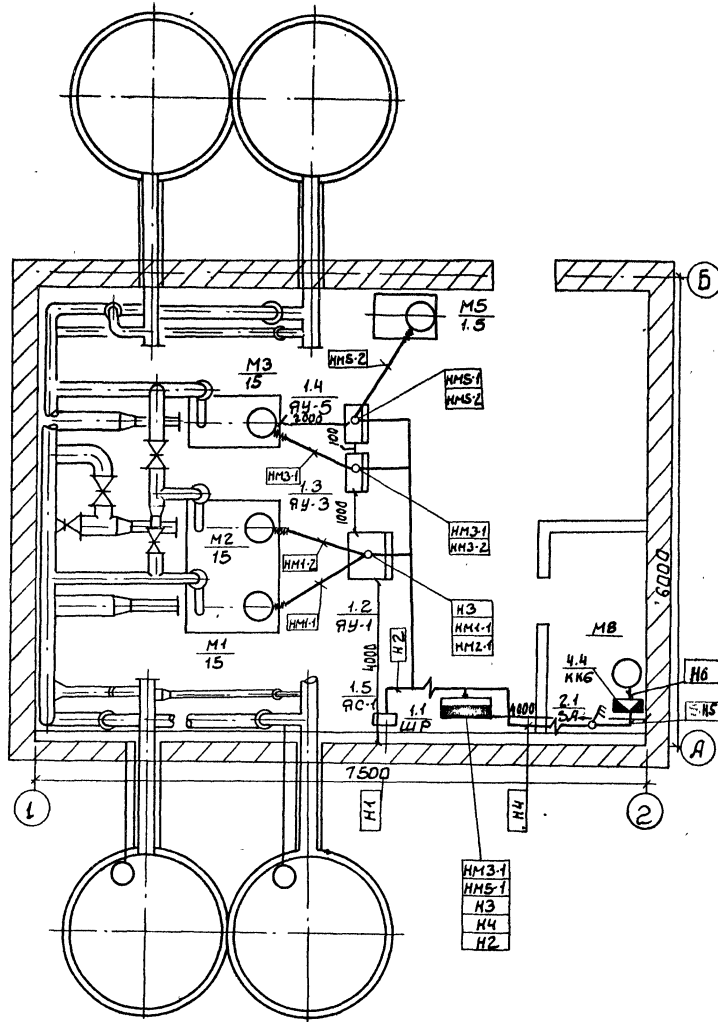 Б
М5
1.5
НМ5-2
М3
15
1.4
ЯУ-5
2000
НМ5-1
НМ5-2
100
НМ3-1
1.3
ЯУ-3
1000
НМ3-1
НМ3-2
М2
15
НМ1-2
НМ1-1
1.2
ЯУ-1
Н3
НМ1-1
НМ2-1
6000
М1
15
4000
Н2
М8
4.4
КК6
Н6
1.5
ЯС-1
1.1
ШР
4000
2.1
Н5
А
7500
1
2
Н1
Н4
НМ3-1
НМ5-1
Н3
Н4
Н2